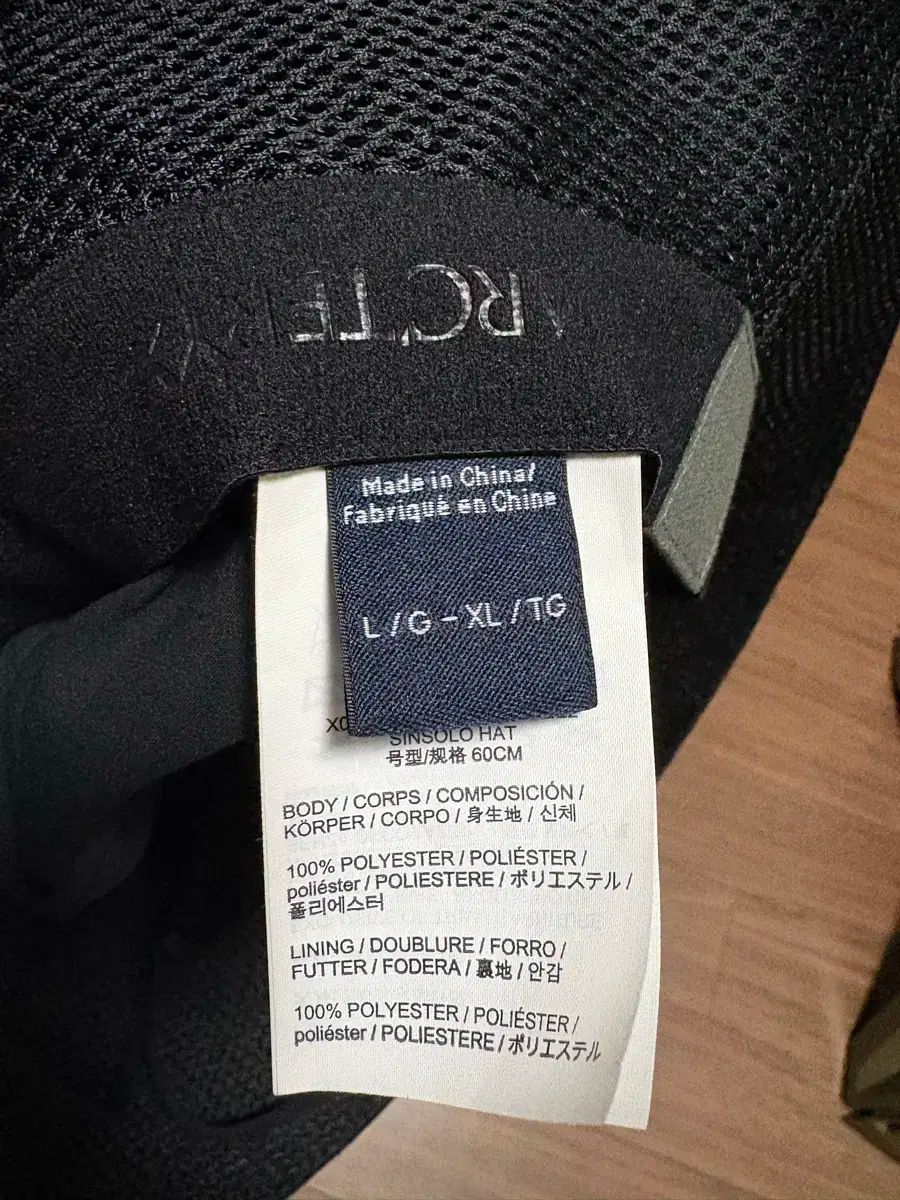 ARC'TE
Made in China/
Fabriqué en Chine
L/G - XL/TG
X0
SINSOLO HAT
号型/规格 60CM
BODY / CORPS / COMPOSICIÓN /
KÖRPER / CORPO / 身生地 / 신체
100% POLYESTER / POLIÉSTER /
poliéster / POLIESTERE / ポリエステル /
폴리에스터
LINING / DOUBLURE / FORRO /
FUTTER / FODERA / 裏地 / 안감
100% POLYESTER / POLIÉSTER /
poliéster / POLIESTERE / ポリエステル